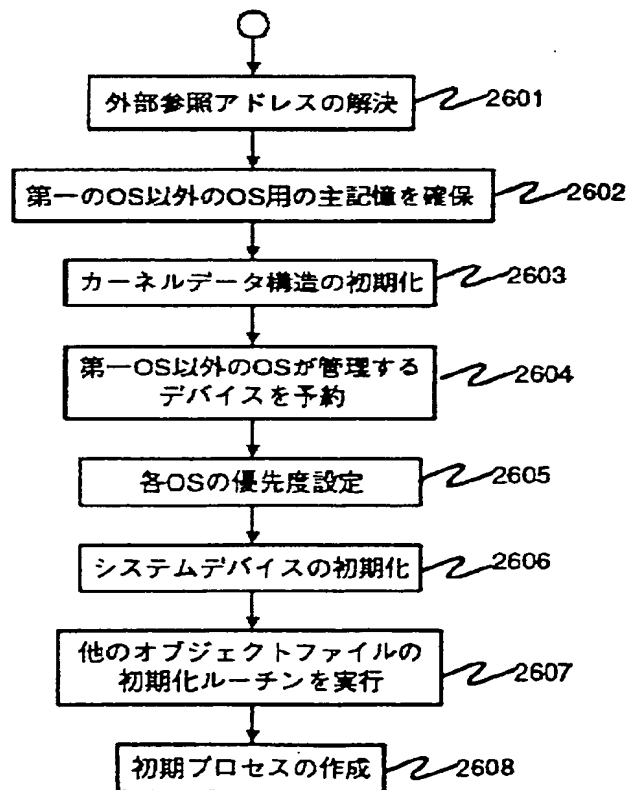 外部参照アドレスの解決
2601
第一のOS以外のOS用の主記憶を確保
2602
カーネルデータ構造の初期化
2603
第一OS以外のOSが管理する
デバイスを予約
2604
各OSの優先度設定
2605
システムデバイスの初期化
2606
他のオブジェクトファイルの
初期化ルーチンを実行
2607
初期プロセスの作成
2608